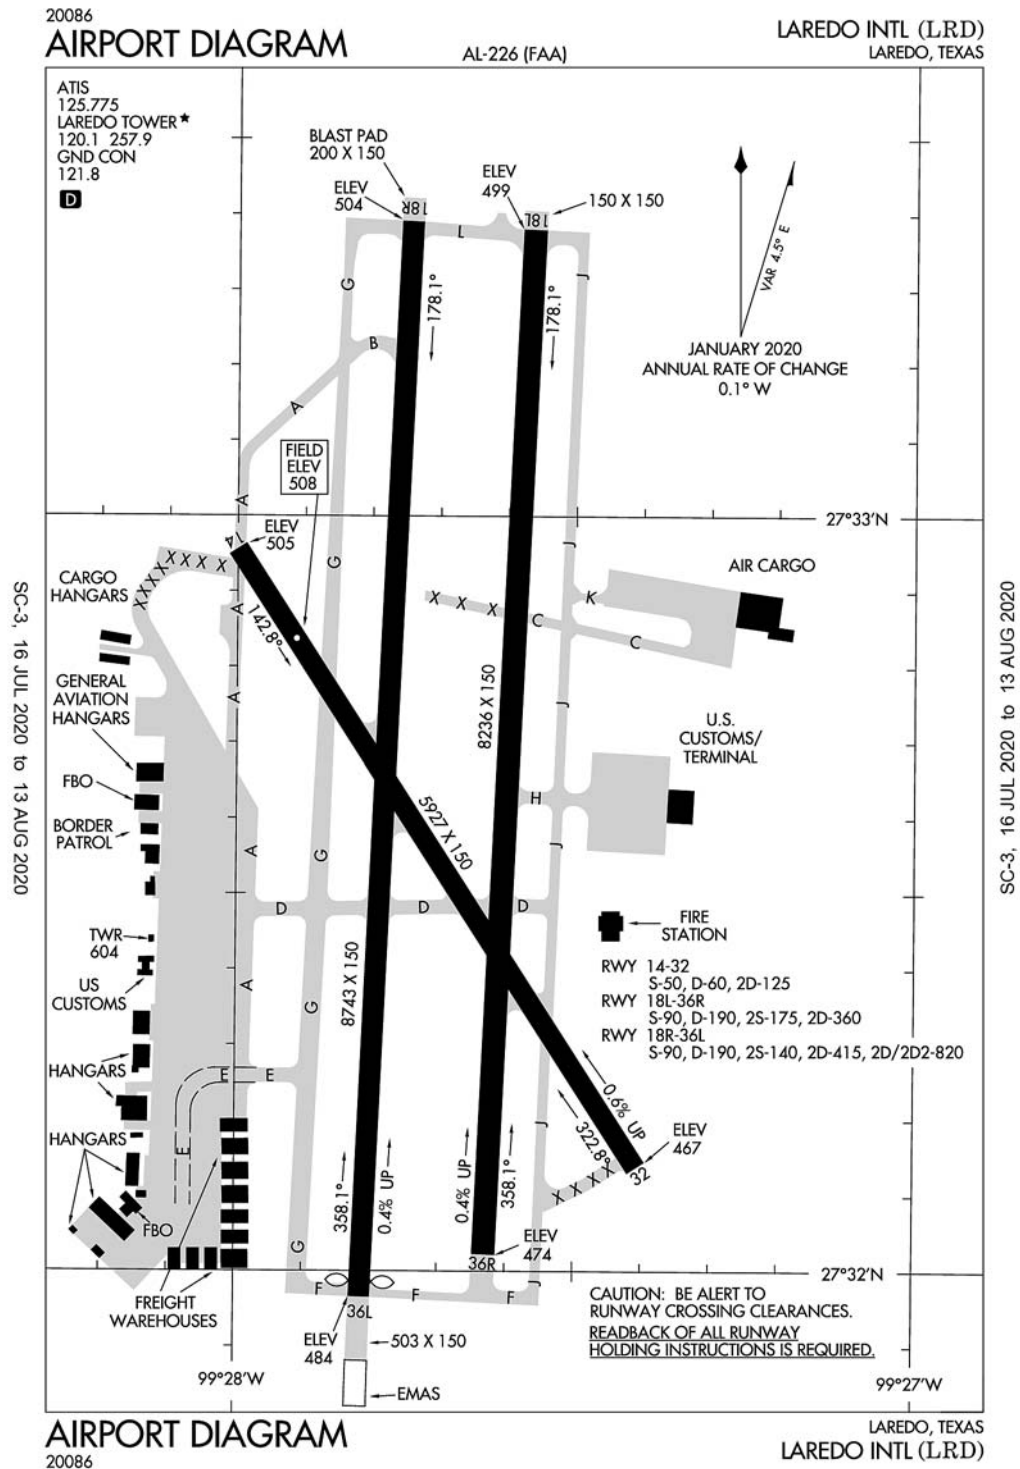 20086
AIRPORT DIAGRAM
AL-226 (FAA)
LAREDO INTL (LRD)
LAREDO, TEXAS
ATIS
125.775
LAREDO TOWER★
120.1 257.9
GND CON
121.8
D
BLAST PAD
200 X 150
ELEV
504
ELEV
499
150 X 150
18R
18L
L
G
J
178.1°
178.1°
VAR 4.5° E
JANUARY 2020
ANNUAL RATE OF CHANGE
0.1° W
B
A
FIELD
ELEV
508
A
ELEV
505
27°33'N
14
X X X X X X X X
CARGO
HANGARS
G
J
AIR CARGO
K
A
142.8°
X X X C
C
GENERAL
AVIATION
HANGARS
A
8236 X 150
J
U.S.
CUSTOMS/
TERMINAL
FBO
H
BORDER
PATROL
5927 X 150
A
G
J
D
D
D
FIRE
STATION
TWR
604
US
CUSTOMS
A
G
8743 X 150
RWY 14-32
S-50, D-60, 2D-125
RWY 18L-36R
S-90, D-190, 2S-175, 2D-360
RWY 18R-36L
S-90, D-190, 2S-140, 2D-415, 2D/2D2-820
HANGARS
E
E
0.6% UP
322.8°
ELEV
467
32
HANGARS
E
J
X X X X
358.1°
0.4% UP
0.4% UP
358.1°
FBO
G
ELEV
474
36R
27°32'N
F
F
F
J
36L
FREIGHT
WAREHOUSES
CAUTION: BE ALERT TO
RUNWAY CROSSING CLEARANCES.
READBACK OF ALL RUNWAY
HOLDING INSTRUCTIONS IS REQUIRED.
ELEV
484
503 X 150
EMAS
99°28'W
99°27'W
SC-3, 16 JUL 2020 to 13 AUG 2020
SC-3, 16 JUL 2020 to 13 AUG 2020
AIRPORT DIAGRAM
20086
LAREDO, TEXAS
LAREDO INTL (LRD)